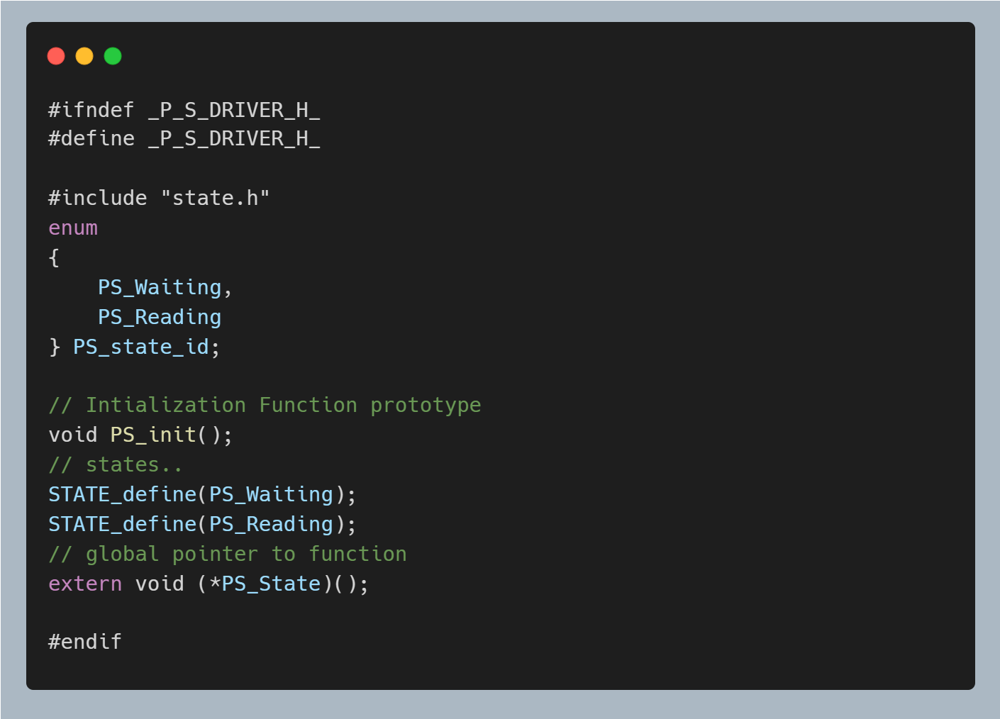 #ifndef _P_S_DRIVER_H_
#define _P_S_DRIVER_H_
#include "state.h"
enum
{
    PS_Waiting,
    PS_Reading
} PS_state_id;
// Intialization Function prototype
void PS_init();
// states..
STATE_define(PS_Waiting);
STATE_define(PS_Reading);
// global pointer to function
extern void (*PS_State)();
#endif